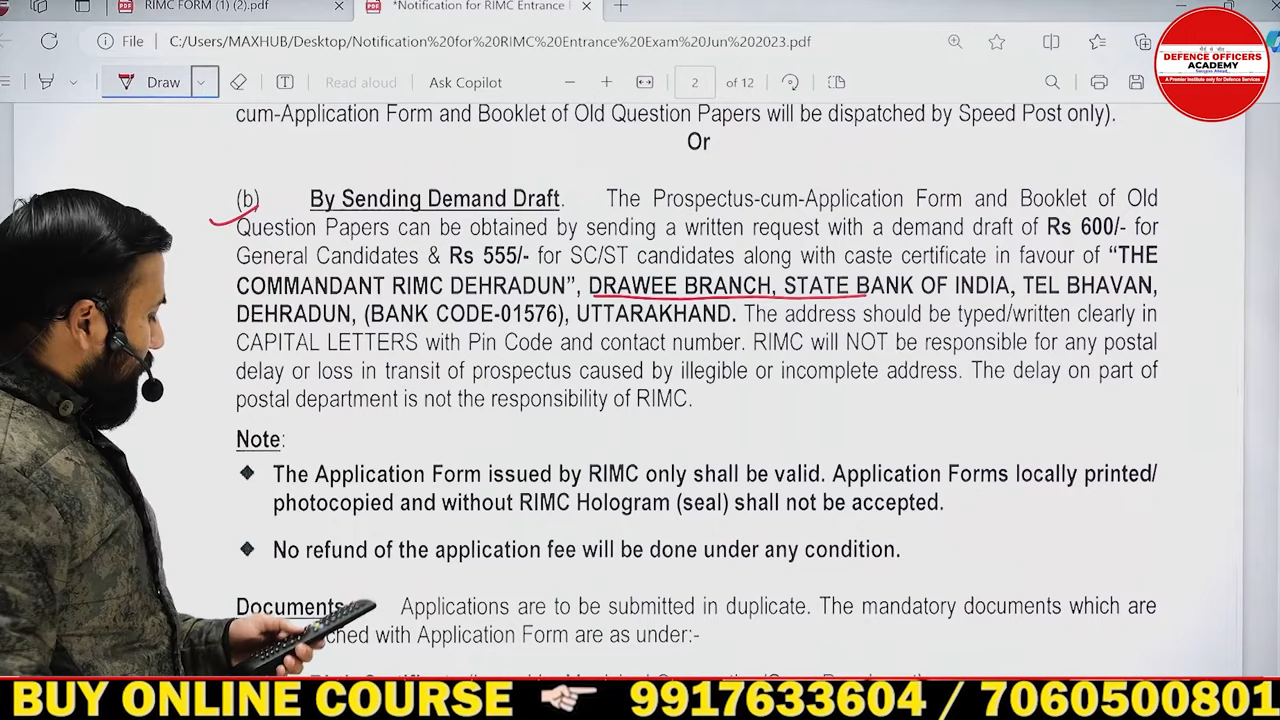 RIMC FORM (1) (2).pdf
*Notification for RIMC Entrance
File C:/Users/MAXHUB/Desktop/Notification%20for%20RIMC%20Entrance%20Exam%20Jun%202023.pdf
Draw
Read aloud
Ask
2 of 12
DEFENCE OFFICERS
ACADEMY
Success Ahead...
A Premier Institute only for Defence Services
cum-Application Form and Booklet of Old Question Papers will be dispatched by Speed Post only).
Or
(b) By Sending Demand Draft. The Prospectus-cum-Application Form and Booklet of Old
Question Papers can be obtained by sending a written request with a demand draft of Rs 600/- for
General Candidates & Rs 555/- for SC/ST candidates along with caste certificate in favour of “THE
COMMANDANT RIMC DEHRADUN”, DRAWEE BRANCH, STATE BANK OF INDIA, TEL BHAVAN,
DEHRADUN, (BANK CODE-01576), UTTARAKHAND. The address should be typed/written clearly in
CAPITAL LETTERS with Pin Code and contact number. RIMC will NOT be responsible for any postal
delay or loss in transit of prospectus caused by illegible or incomplete address. The delay on part of
postal department is not the responsibility of RIMC.
Note:
❖ The Application Form issued by RIMC only shall be valid. Application Forms locally printed/
photocopied and without RIMC Hologram (seal) shall not be accepted.
❖ No refund of the application fee will be done under any condition.
Documents Applications are to be submitted in duplicate. The mandatory documents which are
with Application Form are as under:-
BUY ONLINE COURSE 9917633604 / 7060500801